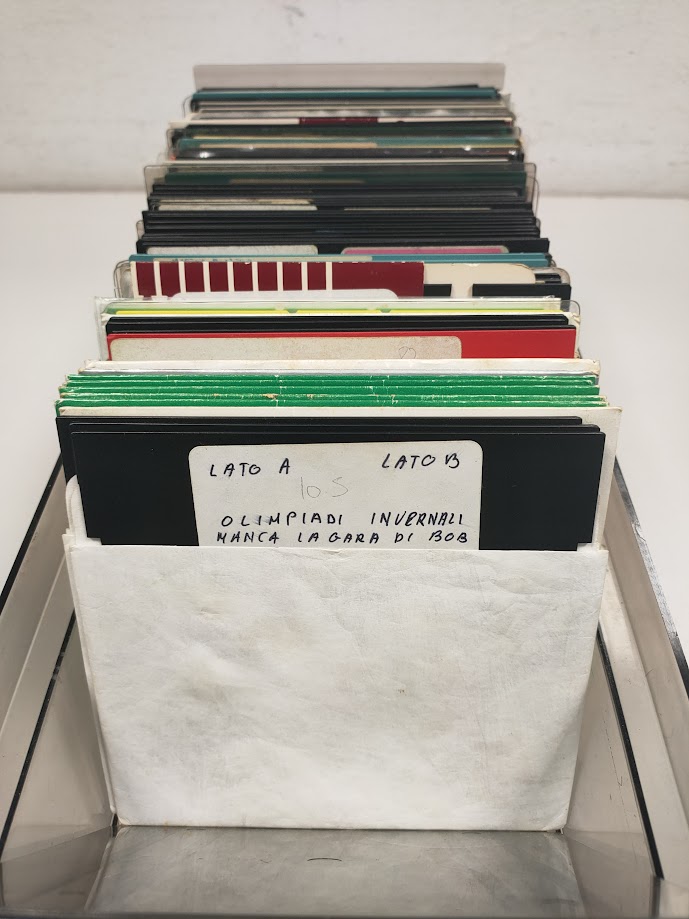 LATO A LATO B
105
OLIMPIADI INVERNALI
MANCA LA GARA DI BOB